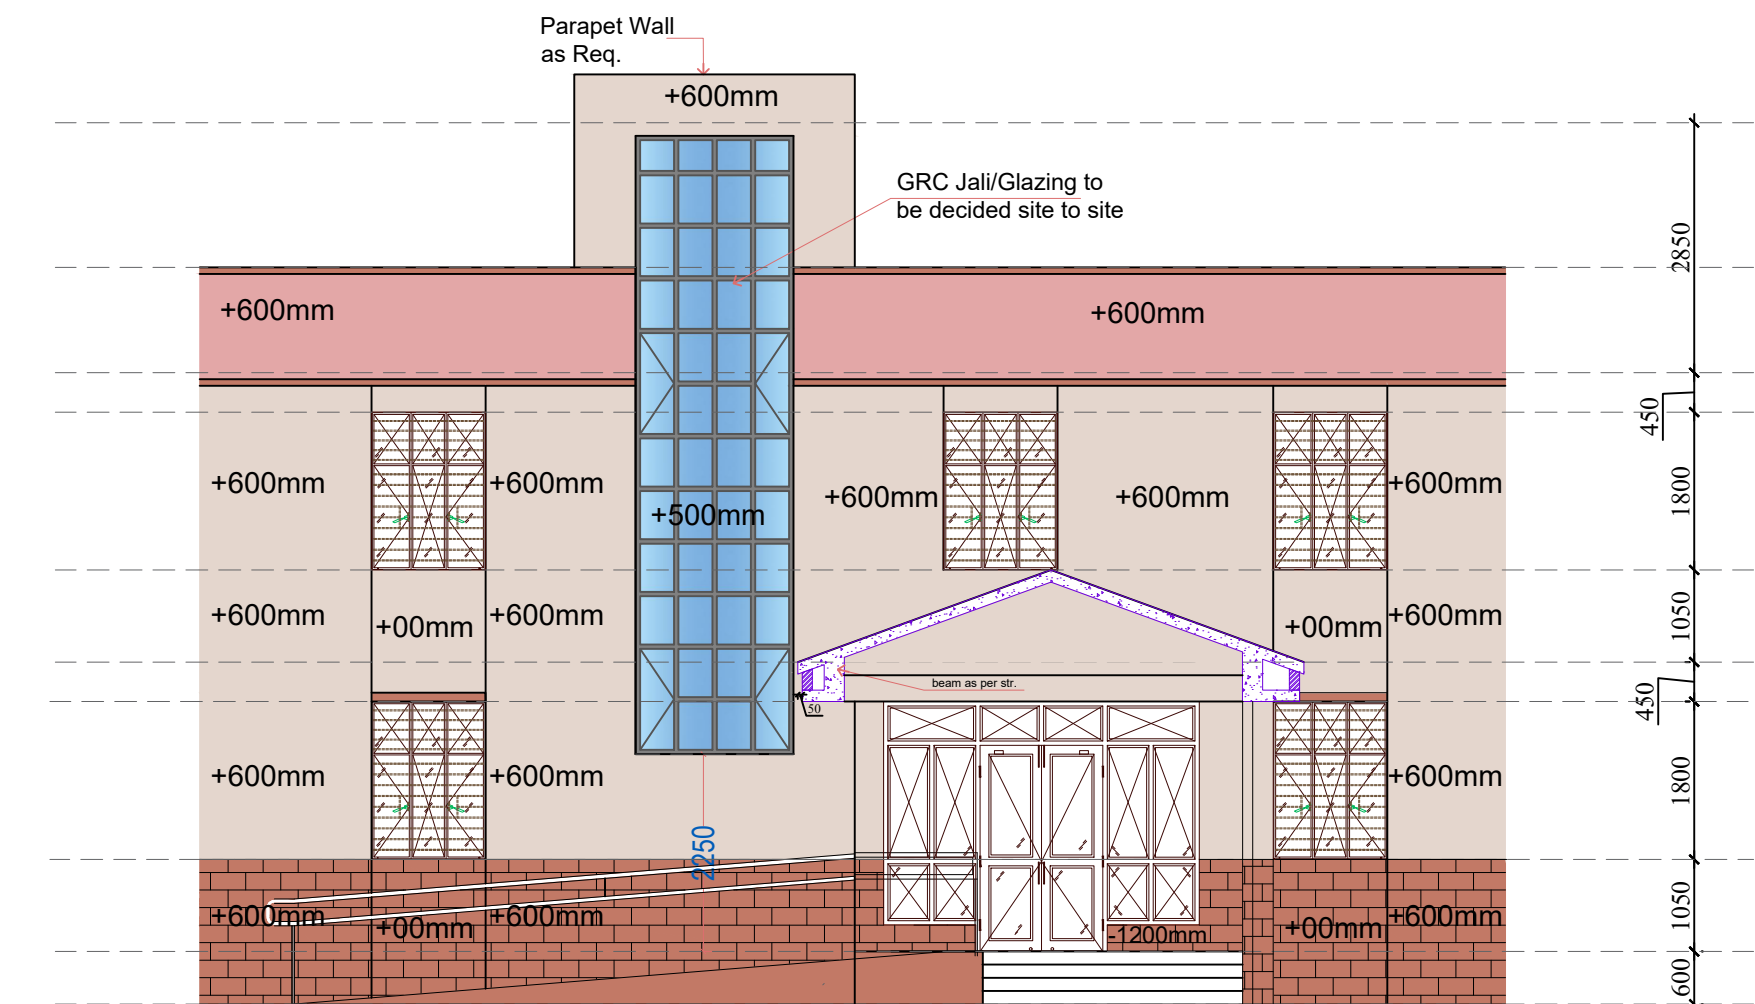 Parapet Wall
as Req.
+600mm
GRC Jali/Glazing to
be decided site to site
2850
+600mm
+600mm
450
+600mm
+600mm
+500mm
+600mm
+600mm
+600mm
1800
+600mm
+00mm
+600mm
+00mm
+600mm
1050
beam as per str.
50
450
+600mm
+600mm
+600mm
1800
2250
+600mm
+00mm
+600mm
-1200mm
+00mm
+600mm
1050
600